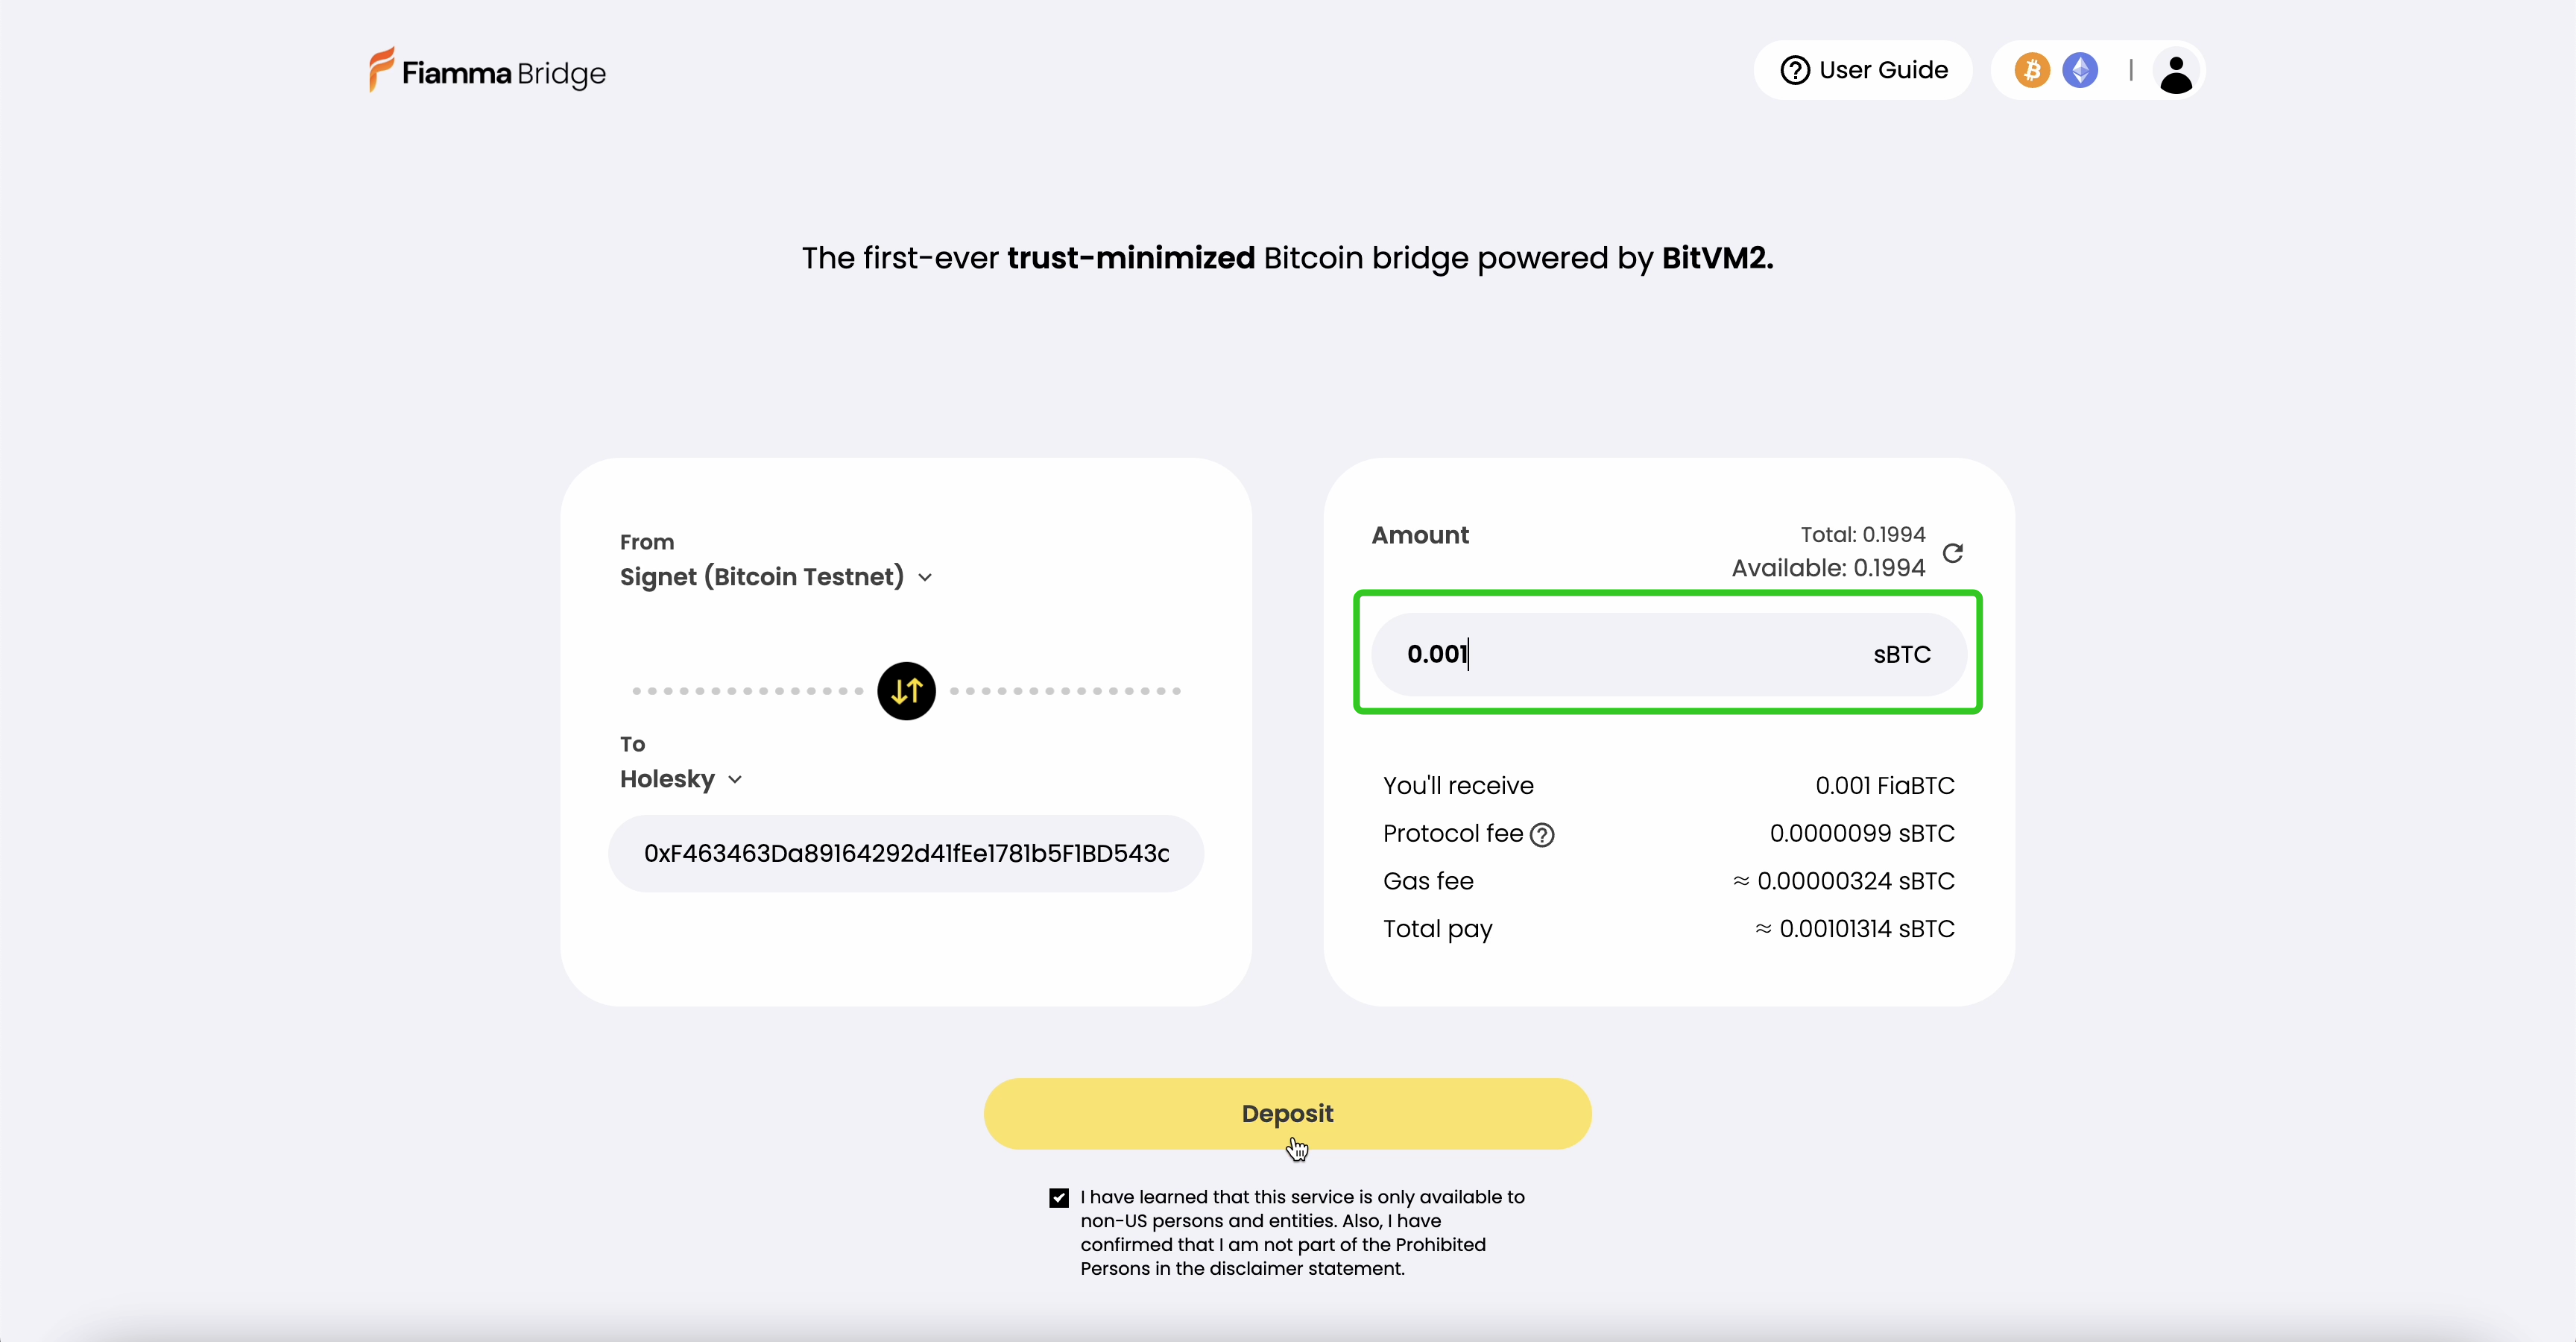 Fiamma Bridge
User Guide
The first-ever trust-minimized Bitcoin bridge powered by BitVM2.
From
Signet (Bitcoin Testnet)
To
Holesky
0xF463463Da89164292d41fEe1781b5F1BD543c
Amount
Total: 0.1994
Available: 0.1994
0.001 sBTC
You'll receive 0.001 FiaBTC
Protocol fee 0.0000099 sBTC
Gas fee ≈ 0.00000324 sBTC
Total pay ≈ 0.00101314 sBTC
Deposit
I have learned that this service is only available to
non-US persons and entities. Also, I have
confirmed that I am not part of the Prohibited
Persons in the disclaimer statement.